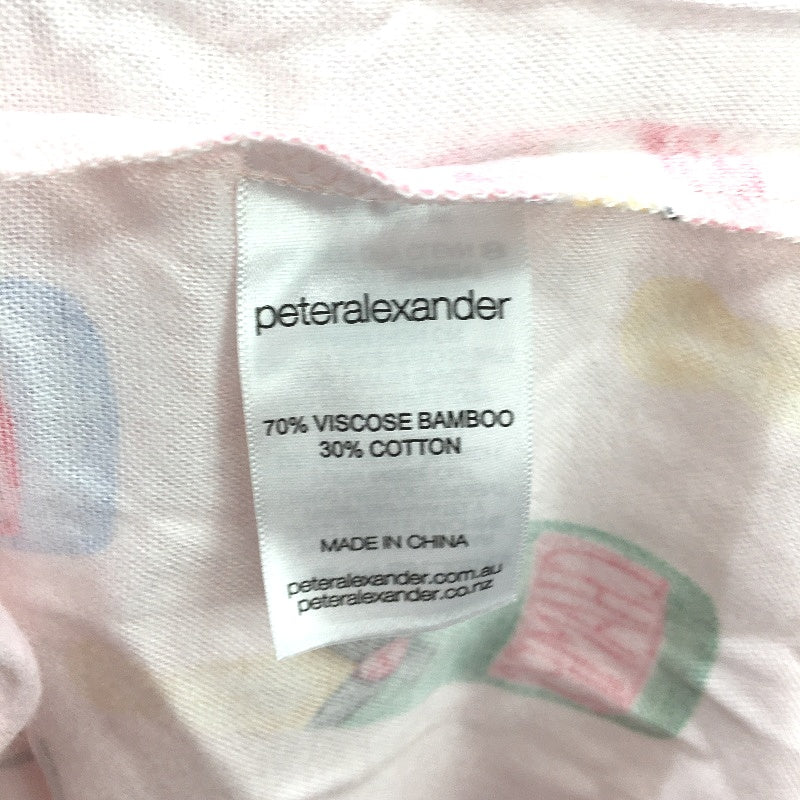 peteralexander
70% VISCOSE BAMBOO
30% COTTON
MADE IN CHINA
peteralexander.com.au
peteralexander.co.nz